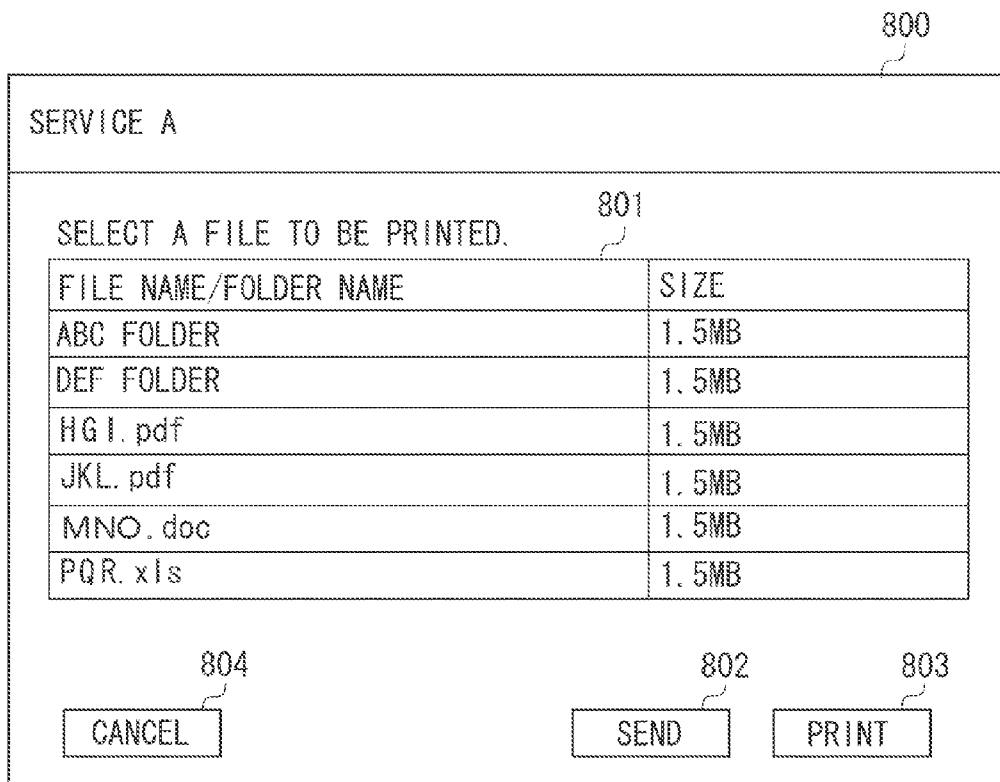 800
SERVICE A
801
SELECT A FILE TO BE PRINTED.
FILE NAME/FOLDER NAME SIZE
ABC FOLDER 1.5MB
DEF FOLDER 1.5MB
HGI.pdf 1.5MB
JKL.pdf 1.5MB
MNO.doc 1.5MB
PQR.xls 1.5MB
804 802 803
CANCEL SEND PRINT